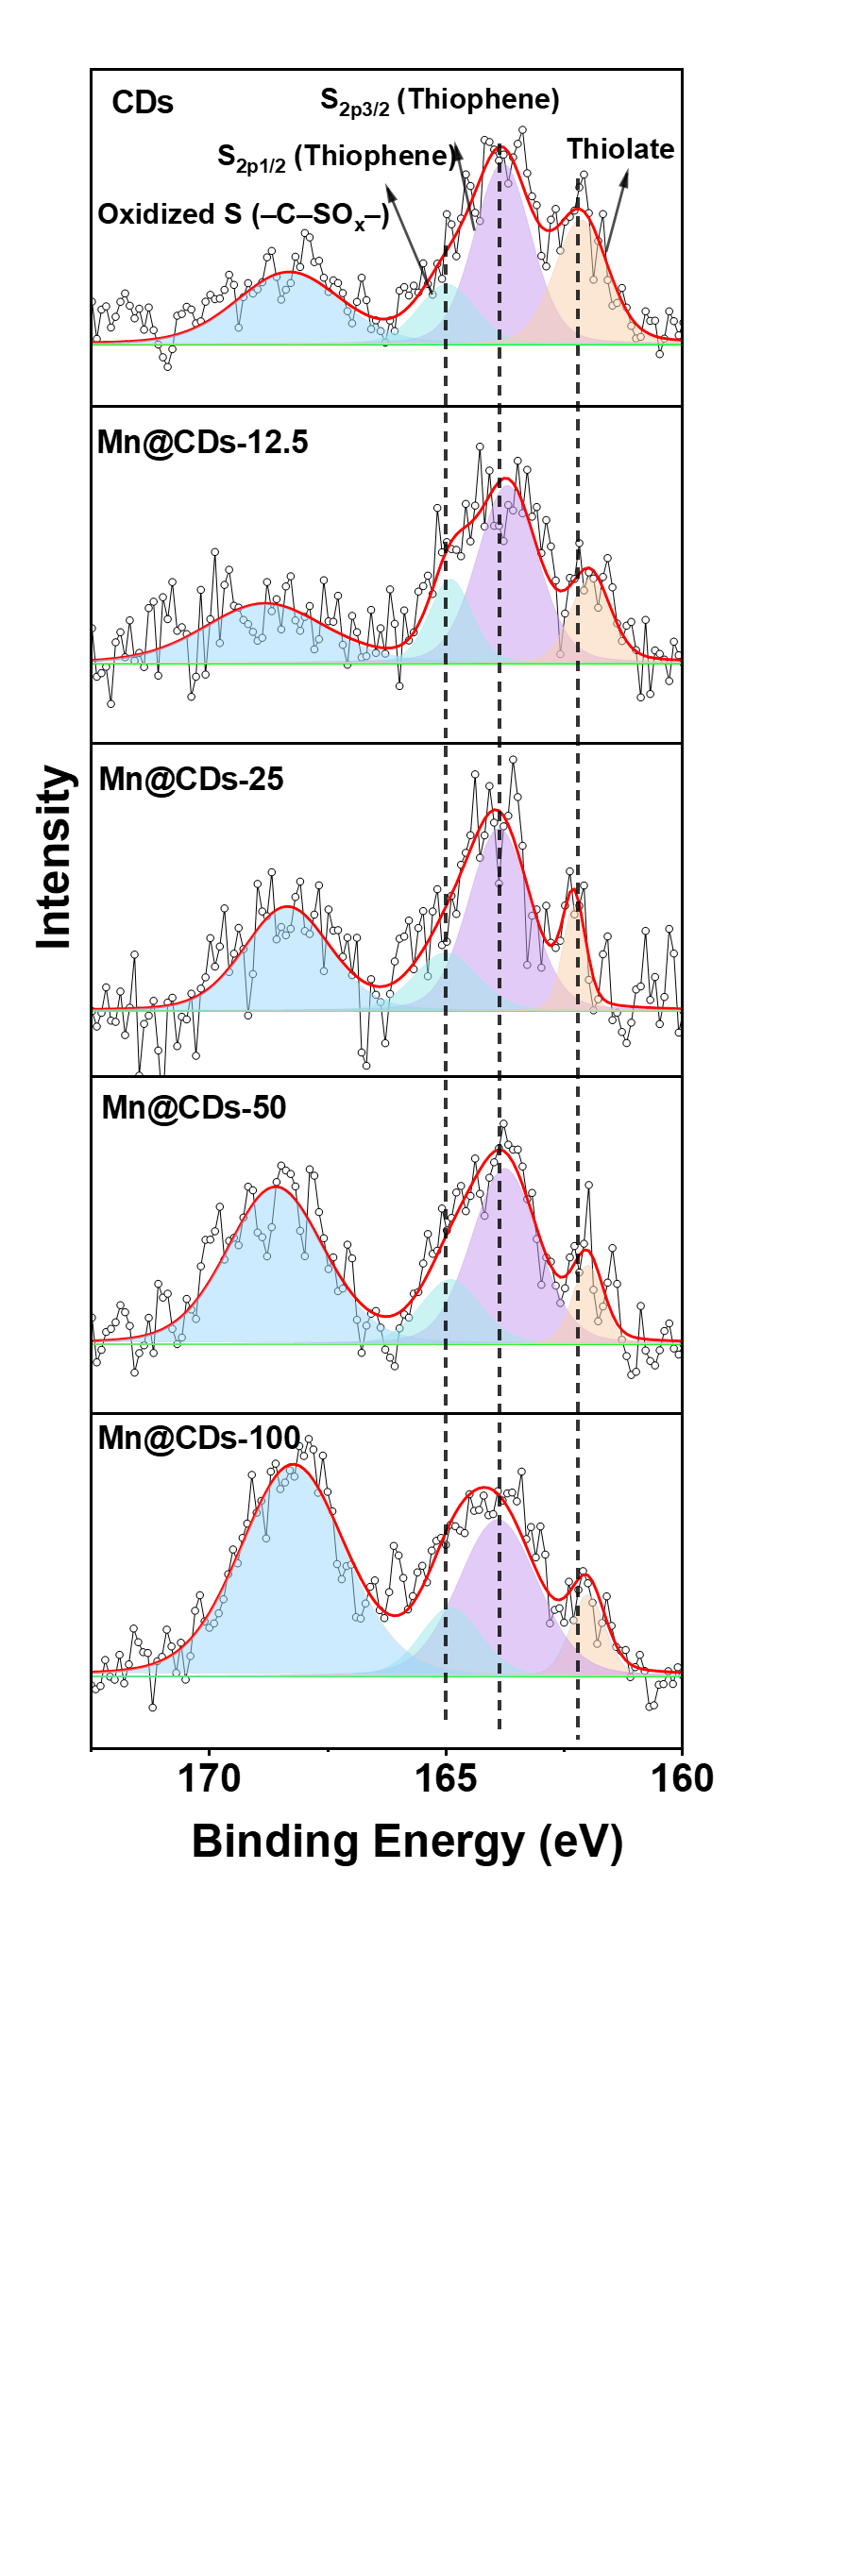 CDs
S2p3/2 (Thiophene)
S2p1/2 (Thiophene)
Thiolate
Oxidized S (–C–SOx–)
Mn@CDs-12.5
Mn@CDs-25
Mn@CDs-50
Mn@CDs-100
Intensity
170 165 160
Binding Energy (eV)